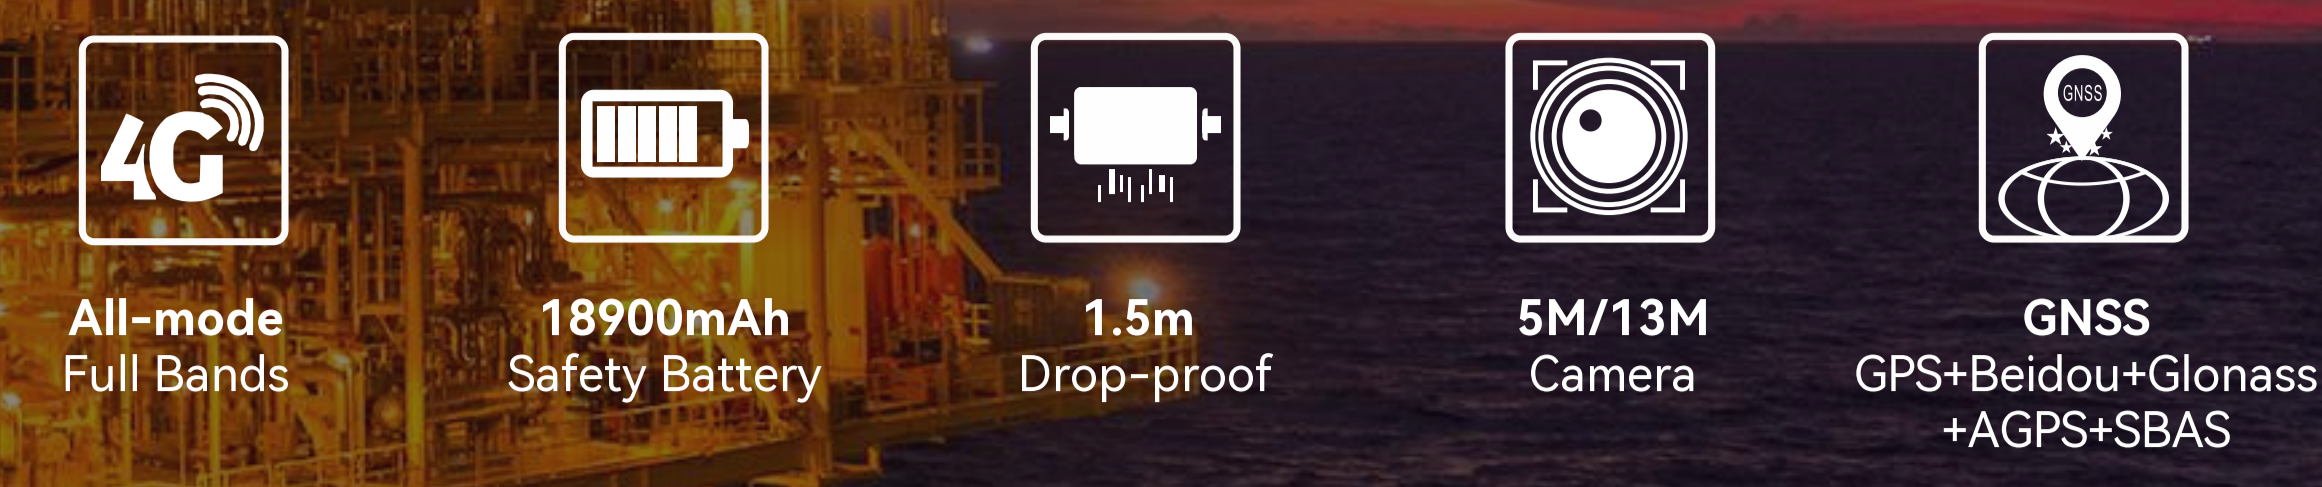 4G
GNSS
All-mode
Full Bands
18900mAh
Safety Battery
1.5m
Drop-proof
5M/13M
Camera
GNSS
GPS+Beidou+Glonass
+AGPS+SBAS